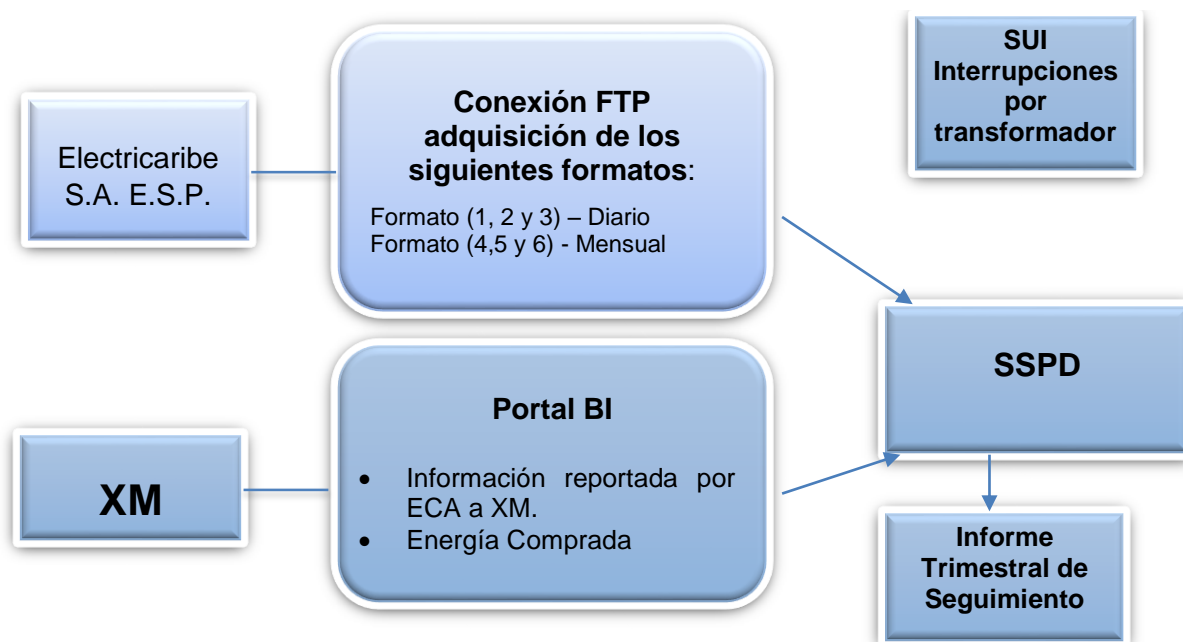 Electricaribe
S.A. E.S.P.
Conexión FTP
adquisición de los
siguientes formatos:
Formato (1, 2 y 3) – Diario
Formato (4,5 y 6) - Mensual
SUI
Interrupciones
por
transformador
XM
Portal BI
• Información reportada por
ECA a XM.
• Energía Comprada
SSPD
Informe
Trimestral de
Seguimiento